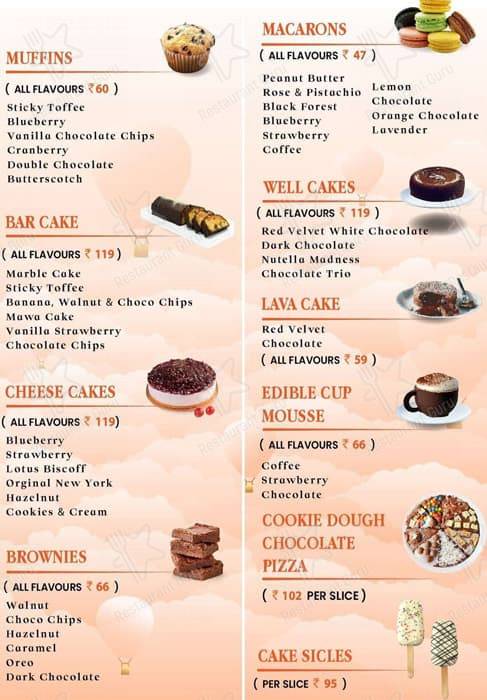 MUFFINS
( ALL FLAVOURS ₹60 )
Sticky Toffee
Blueberry
Vanilla Chocolate Chips
Cranberry
Double Chocolate
Butterscotch
BAR CAKE
( ALL FLAVOURS ₹ 119)
Marble Cake
Sticky Toffee
Banana, Walnut & Choco Chips
Mawa Cake
Vanilla Strawberry
Chocolate Chips
CHEESE CAKES
( ALL FLAVOURS ₹ 119)
Blueberry
Strawberry
Lotus Biscoff
Orginal New York
Hazelnut
Cookies & Cream
BROWNIES
( ALL FLAVOURS ₹ 66 )
Walnut
Choco Chips
Hazelnut
Caramel
Oreo
Dark Chocolate
MACARONS
( ALL FLAVOURS ₹ 47 )
Peanut Butter
Rose & Pistachio
Black Forest
Blueberry
Strawberry
Coffee
Lemon
Chocolate
Orange Chocolate
Lavender
WELL CAKES
( ALL FLAVOURS ₹ 119 )
Red Velvet White Chocolate
Dark Chocolate
Nutella Madness
Chocolate Trio
LAVA CAKE
Red Velvet
Chocolate
( ALL FLAVOURS ₹ 59 )
EDIBLE CUP
MOUSSE
( ALL FLAVOURS ₹ 66 )
Coffee
Strawberry
Chocolate
COOKIE DOUGH
CHOCOLATE
PIZZA
( ₹ 102 PER SLICE )
CAKE SICLES
(PER SLICE ₹ 95 )
Restaurant Guru